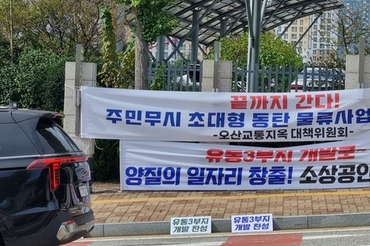 끝까지 간다!
주민무시 초대형 동탄 물류사업
-오산교통지옥 대책위원회-
유통3부지 개발로
양질의 일자리 창출! 소상공인
유통3부지
개발 찬성
유통3부지
개발 찬성